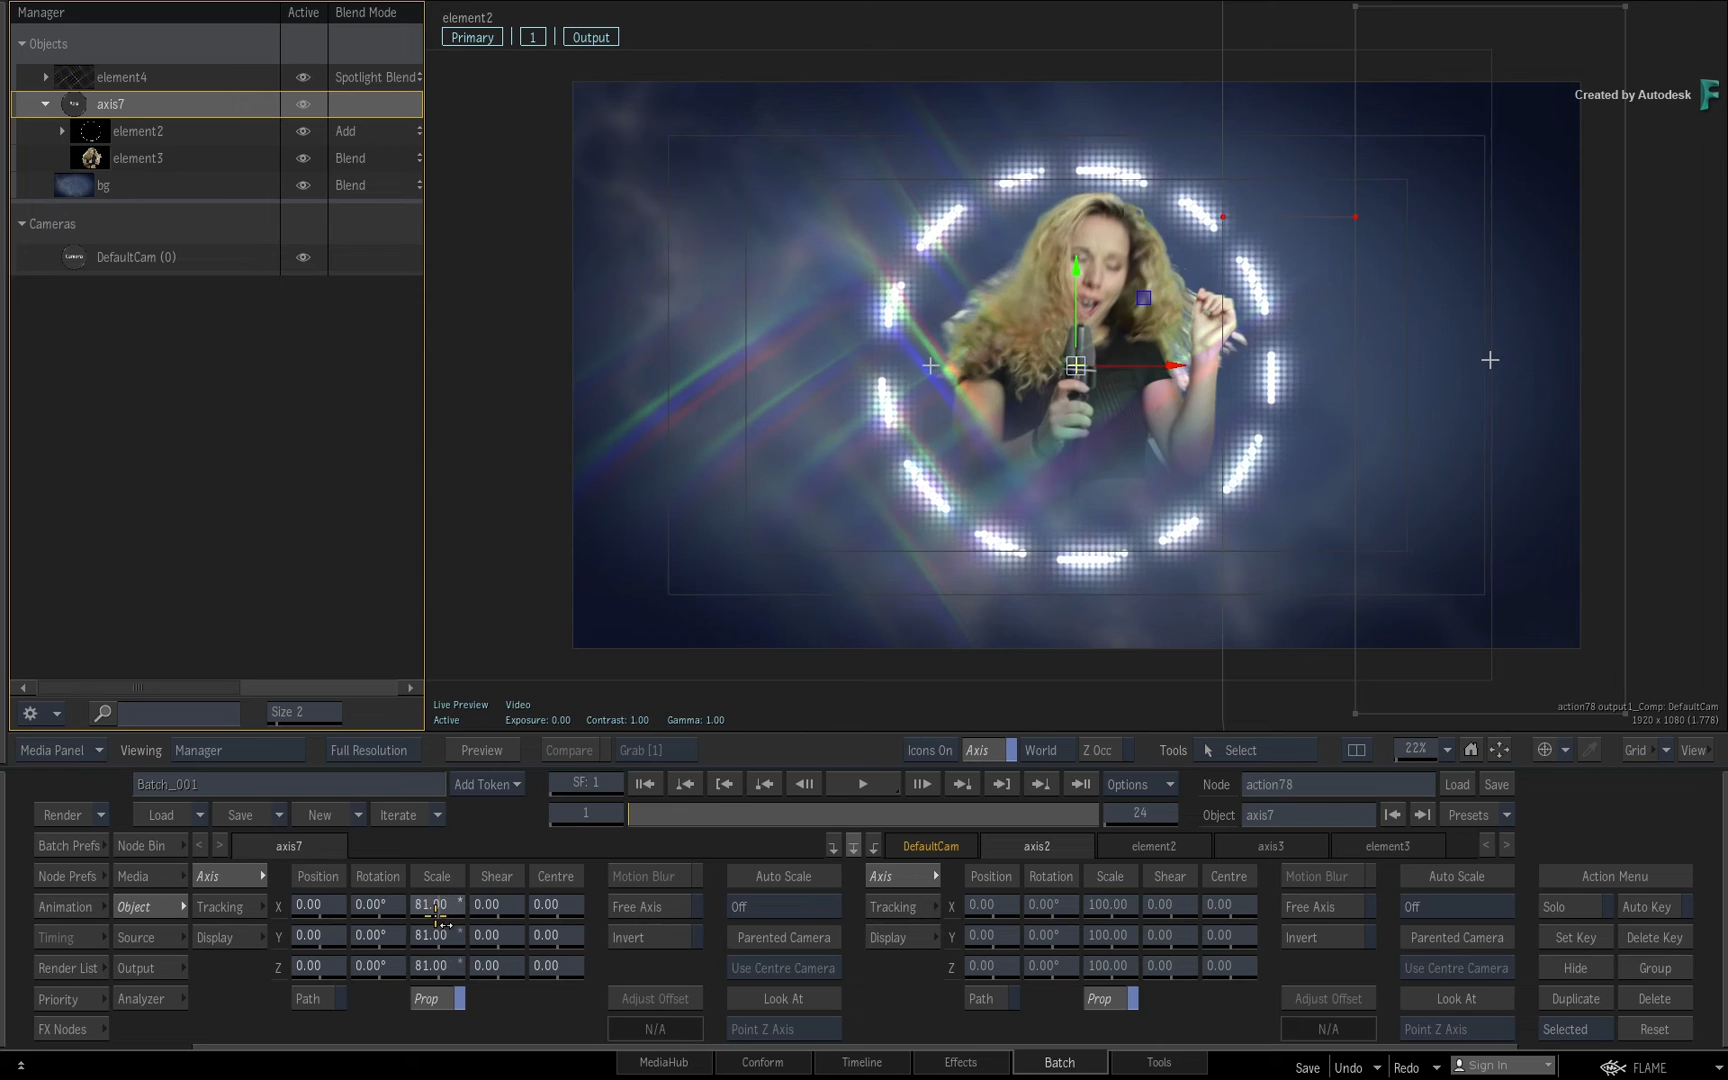 Manager Active Blend Mode
Objects
element4 Spotlight Blend
axis7
element2 Add
element3 Blend
bg Blend
Cameras
DefaultCam (0)
Size 2
element2
Primary 1 Output
Created by Autodesk
Live Preview Video
Active Exposure: 0.00 Contrast: 1.00 Gamma: 1.00
action78 output1_Comp: DefaultCam
1920 x 1080 (1.778)
Media Panel Viewing Manager Full Resolution Preview Compare Grab [1] Icons On Axis World Z Occ Tools Select 22% Grid View
Batch_001 Add Token SF: 1 Options Node action78 Load Save
Render Load Save New Iterate 1 24 Object axis7 Presets
Batch Prefs Node Bin < > axis7 DefaultCam axis2 element2 axis3 element3 < >
Node Prefs Media Axis Position Rotation Scale Shear Centre Motion Blur Auto Scale Axis Position Rotation Scale Shear Centre Motion Blur Auto Scale Action Menu
Animation Object Tracking X 0.00 0.00° 81.00 * 0.00 0.00 Free Axis Off Tracking X 0.00 0.00° 100.00 0.00 0.00 Free Axis Off Solo Auto Key
Timing Source Display Y 0.00 0.00° 81.00 * 0.00 0.00 Invert Parented Camera Display Y 0.00 0.00° 100.00 0.00 0.00 Invert Parented Camera Set Key Delete Key
Render List Output Z 0.00 0.00° 81.00 * 0.00 0.00 Use Centre Camera Z 0.00 0.00° 100.00 0.00 0.00 Use Centre Camera Hide Group
Priority Analyzer Path Prop Adjust Offset Look At Path Prop Adjust Offset Look At Duplicate Delete
FX Nodes N/A Point Z Axis N/A Point Z Axis Selected Reset
MediaHub Conform Timeline Effects Batch Tools Save Undo Redo Sign In FLAME